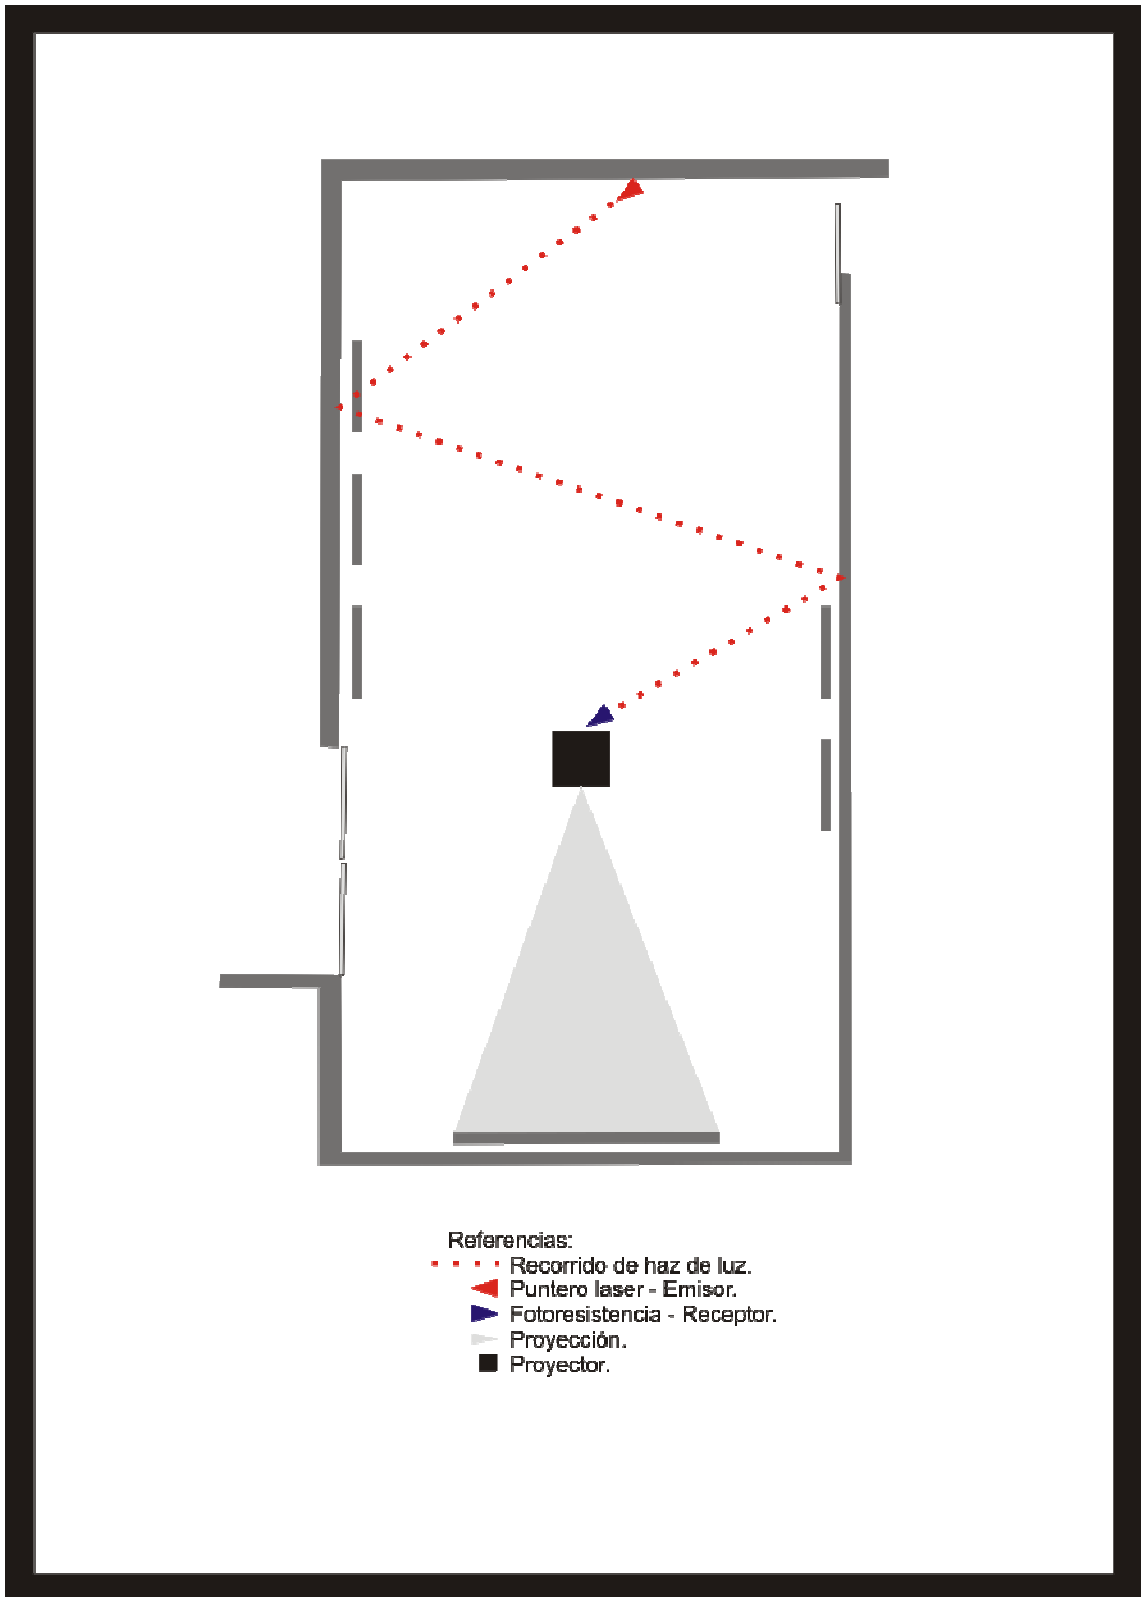 Referencias:
Recorrido de haz de luz.
Puntero laser - Emisor.
Fotoresistencia - Receptor.
Proyección.
Proyector.